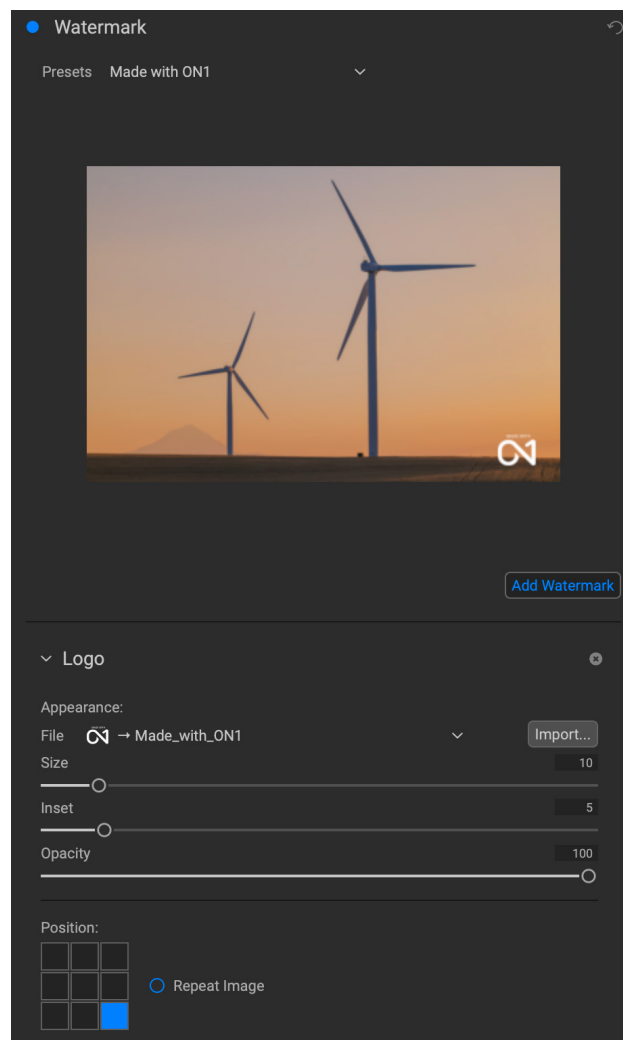 Watermark
Presets Made with ON1
Add Watermark
Logo
Appearance:
File → Made_with_ON1 Import...
Size 10
Inset 5
Opacity 100
Position:
Repeat Image